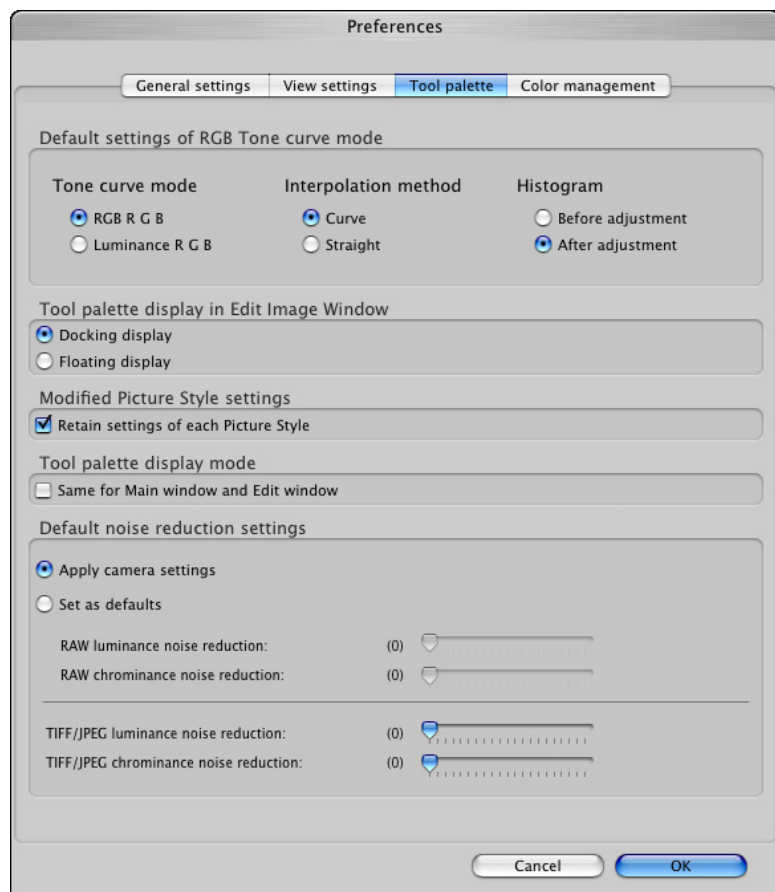 Preferences
General settings View settings Tool palette Color management
Default settings of RGB Tone curve mode
Tone curve mode Interpolation method Histogram
RGB R G B Curve Before adjustment
Luminance R G B Straight After adjustment
Tool palette display in Edit Image Window
Docking display
Floating display
Modified Picture Style settings
Retain settings of each Picture Style
Tool palette display mode
Same for Main window and Edit window
Default noise reduction settings
Apply camera settings
Set as defaults
RAW luminance noise reduction: (0)
RAW chrominance noise reduction: (0)
TIFF/JPEG luminance noise reduction: (0)
TIFF/JPEG chrominance noise reduction: (0)
Cancel OK